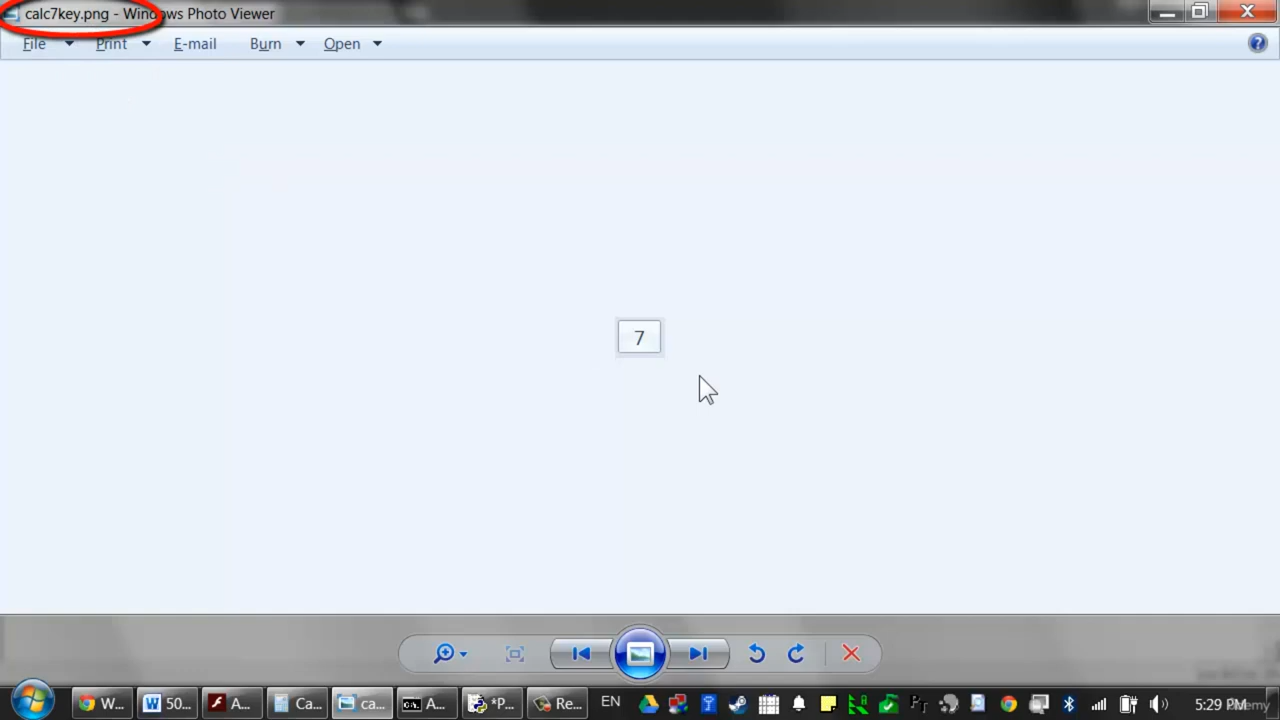 calc7key.png - Windows Photo Viewer
File Print E-mail Burn Open
7
W... 50... A... Ca... ca... A... *P... Re... EN 5:29 PM